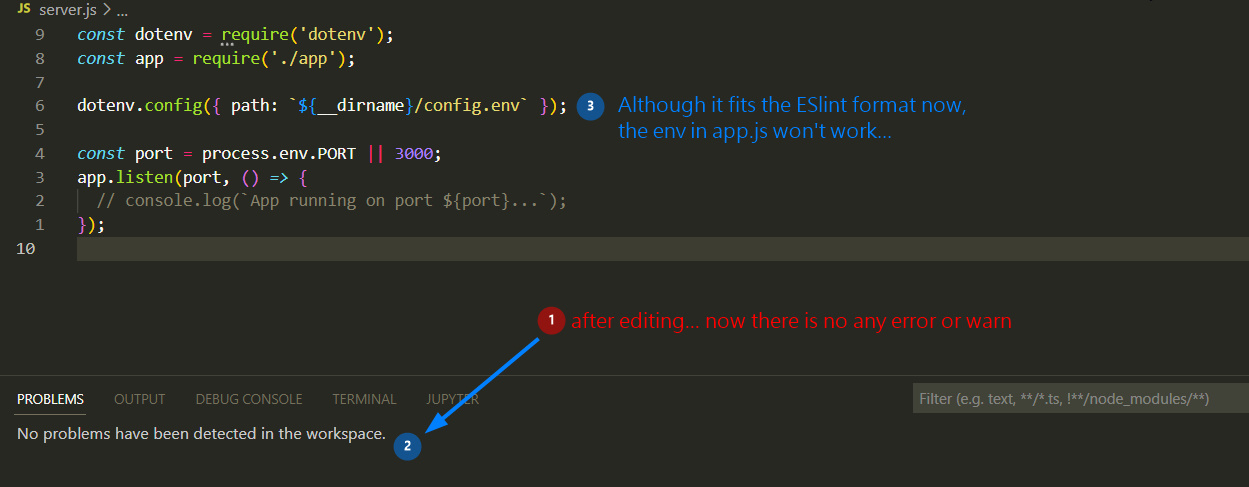 JS server.js > ...
9 const dotenv = require('dotenv');
8 const app = require('./app');
7
6 dotenv.config({ path: `${__dirname}/config.env` }); 3 Although it fits the ESlint format now,
the env in app.js won't work...
5
4 const port = process.env.PORT || 3000;
3 app.listen(port, () => {
2 // console.log(`App running on port ${port}...`);
1 });
10
1 after editing... now there is no any error or warn
PROBLEMS OUTPUT DEBUG CONSOLE TERMINAL JUPYTER Filter (e.g. text, **/*.ts, !**/node_modules/**)
No problems have been detected in the workspace. 2